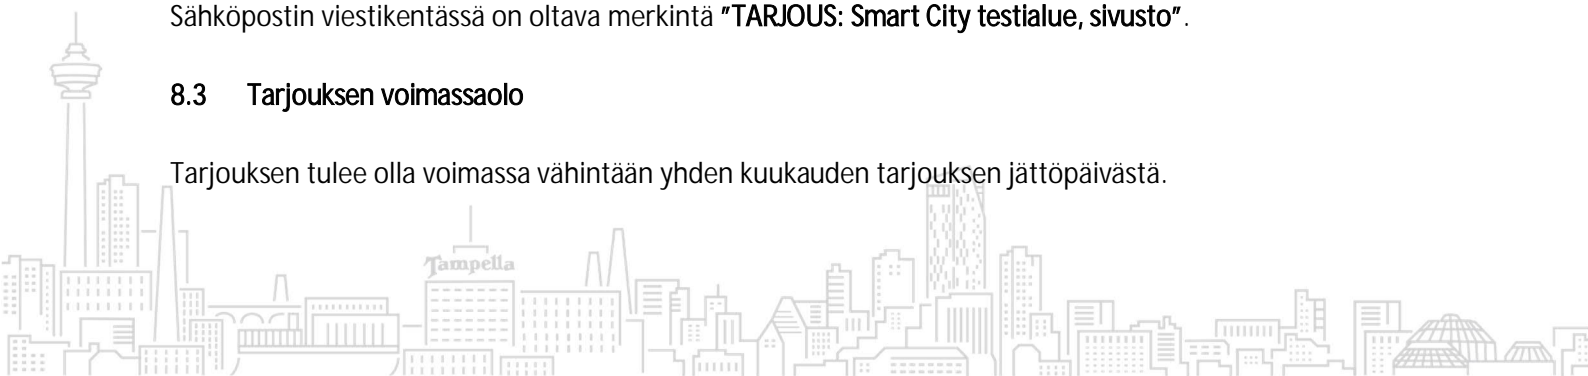 Sähköpostin viestikentässä on oltava merkintä "TARJOUS: Smart City testialue, sivusto".
8.3 Tarjouksen voimassaolo
Tarjouksen tulee olla voimassa vähintään yhden kuukauden tarjouksen jättöpäivästä.
Tampella